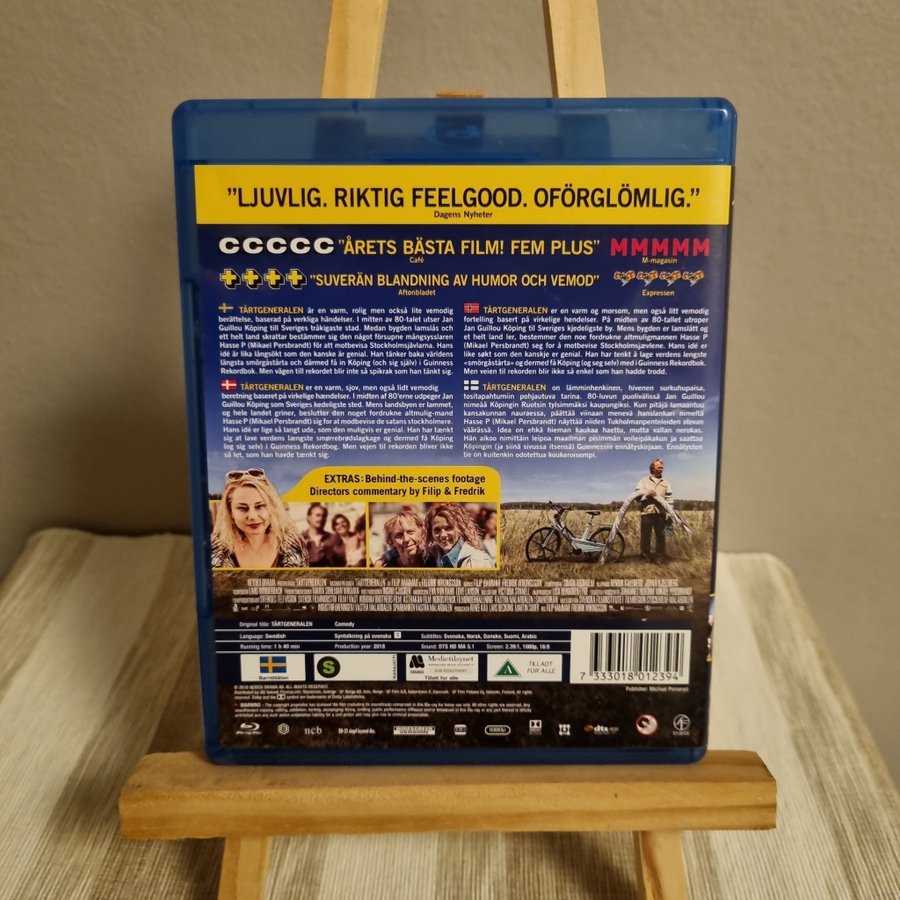 ”LJUVLIG. RIKTIG FEELGOOD. OFÖRGLÖMLIG.”
Dagens Nyheter
CCCCC ”ÅRETS BÄSTA FILM! FEM PLUS” MMMMM
Café M-magasin
”SUVERÄN BLANDNING AV HUMOR OCH VEMOD”
Aftonbladet Expressen
TÅRTGENERALEN är en varm, rolig men också lite vemodig
berättelse, baserad på verkliga händelser. I mitten av 80-talet utser Jan
Guillou Köping till Sveriges tråkigaste stad. Medan bygden lamslås och
ett helt land skrattar bestämmer sig den något försupne mångsysslaren
Hasse P (Mikael Persbrandt) för att motbevisa Stockholmsjävlarna. Hans
idé är lika långsökt som den kanske är genial. Han tänker baka världens
längsta smörgåstårta och därmed få in Köping (och sig själv) i Guinness
Rekordbok. Men vägen till rekordet blir inte så spikrak som han tänkt sig.
TÅRTGENERALEN er en varm og morsom, men også litt vemodig
fortelling basert på virkelige hendelser. På midten av 80-tallet utroper
Jan Guillou Köping til Sveriges kjedeligste by. Mens bygden er lamslått og
et helt land ler, bestemmer den noe fordrukne altmuligmannen Hasse
P (Mikael Persbrandt) seg for å motbevise Stockholmsjevlene. Hans idé er
like søkt som den kanskje er genial. Han har tenkt å lage verdens lengste
«smörgåstårta» og dermed få Köping (og seg selv) med i Guinness Rekordbok.
Men veien til rekorden blir ikke så enkel som han hadde trodd.
TÅRTGENERALEN er en varm, sjov, men også lidt vemodig
beretning baseret på virkelige hændelser. I midten af 80'erne udpeger Jan
Guillou Köping som Sveriges kedeligste sted. Mens landsbyen er lammet,
og hele landet griner, beslutter den noget fordrukne altmulig-mand
Hasse P (Mikael Persbrandt) sig for at modbevise de satans stockholmere.
Hans idé er lige så langt ude, som den muligvis er genial. Han har tænkt
sig at lave verdens længste smørrebrødslagkage og dermed få Köping
(og sig selv) i Guinness Rekordbog. Men vejen til rekorden bliver ikke
så let, som han havde tænkt sig.
TÅRTGENERALEN on lämminhenkinen, hivenen surkuhupaisa,
tositapahtumiin pohjautuva tarina. 80-luvun puolivälissä Jan Guillou
nimeää Köpingin Ruotsin tylsimmäksi kaupungiksi. Kun pitäjä lamaantuu
kansakunnan nauraessa, päättää viinaan menevä hanslankari nimeltä
Hasse P (Mikael Persbrandt) näyttää niiden Tukholmanpertteleiden olevan
väärässä. Idea on ehkä hieman kaukaa haettu, mutta vallan nerokas.
Hän aikoo nimittäin leipoa maailman pisimmän voileipäkakun ja saattaa
Köpingin (ynnä siinä sivussa itsensä) Guinnessin ennätyskirjaan. Ennätysten
tie on kuitenkin odotettua koukeroisempi.
EXTRAS: Behind-the-scenes footage
Directors commentary by Filip & Fredrik
Original title: TÅRTGENERALEN Comedy
Language: Swedish Syntolkning på svenska Subtitles: Svenska, Norsk, Dansk, Suomi, Arabin
Running time: 1 h 40 min Production year: 2018 Sound: DTS HD MA 5.1 Screen: 2.39:1, 1080p, 16/9
Barntillåten S Medietilsynet Tillatt for alle A TILLADT FOR ALLE
7 333018 012394
Publisher: Michael Porseryd
Blu-ray Disc ncb dts SF STUDIOS